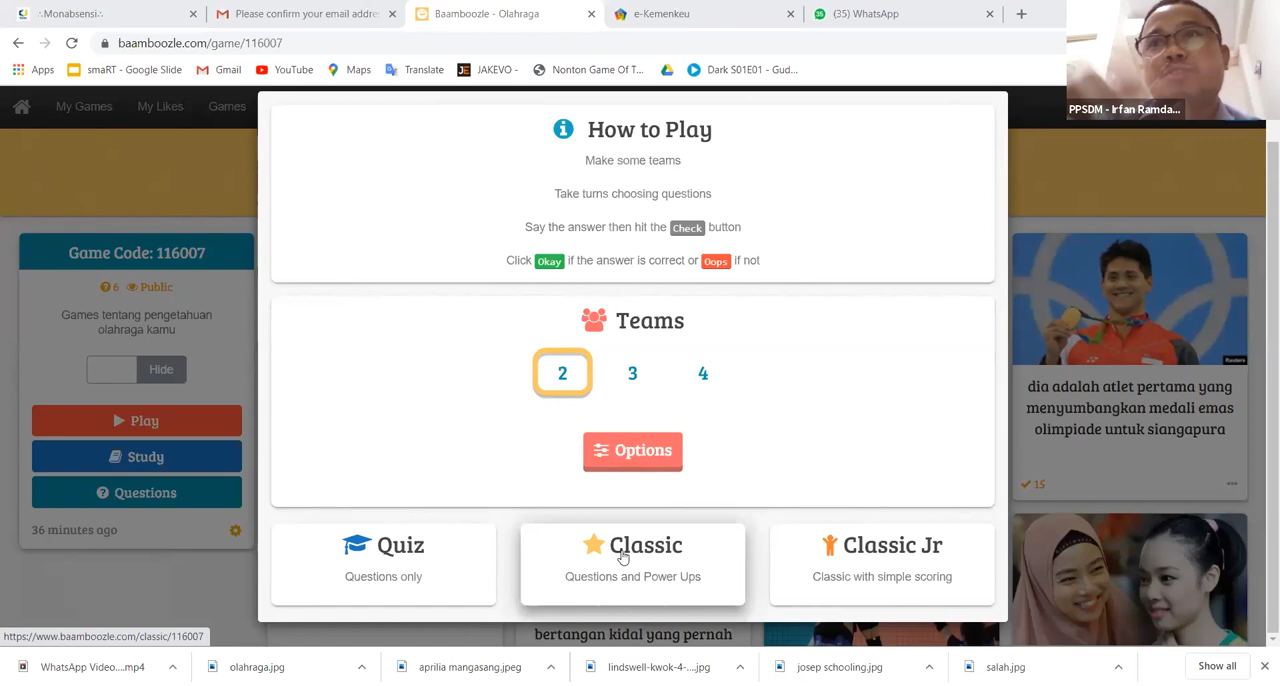 ∴Monabsensi∴
Please confirm your email addre
Baamboozle - Olahraga
e-Kemenkeu
(35) WhatsApp
baamboozle.com/game/116007
Apps
smaRT - Google Slide
Gmail
YouTube
Maps
Translate
JAKEVO -
Nonton Game Of T...
Dark S01E01 - Gud...
PPSDM - Irfan Ramda...
My Games
My Likes
Games
How to Play
Make some teams
Take turns choosing questions
Say the answer then hit the Check button
Click Okay if the answer is correct or Oops if not
Teams
2 3 4
Options
Quiz
Questions only
Classic
Questions and Power Ups
Classic Jr
Classic with simple scoring
Game Code: 116007
6 Public
Games tentang pengetahuan
olahraga kamu
Hide
Play
Study
Questions
36 minutes ago
Reuters
dia adalah atlet pertama yang
menyumbangkan medali emas
olimpiade untuk siangapura
15
bertangan kidal yang pernah
https://www.baamboozle.com/classic/116007
WhatsApp Video....mp4
olahraga.jpg
aprilia mangasang.jpeg
lindswell-kwok-4-....jpg
josep schooling.jpg
salah.jpg
Show all